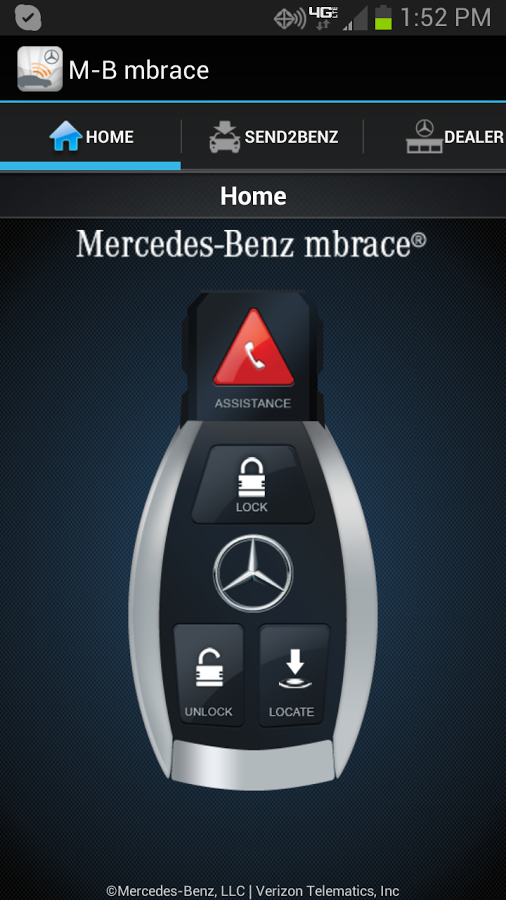 4G LTE 1:52 PM
M-B mbrace
HOME SEND2BENZ DEALER
Home
Mercedes-Benz mbrace®
ASSISTANCE
LOCK
UNLOCK LOCATE
©Mercedes-Benz, LLC | Verizon Telematics, Inc